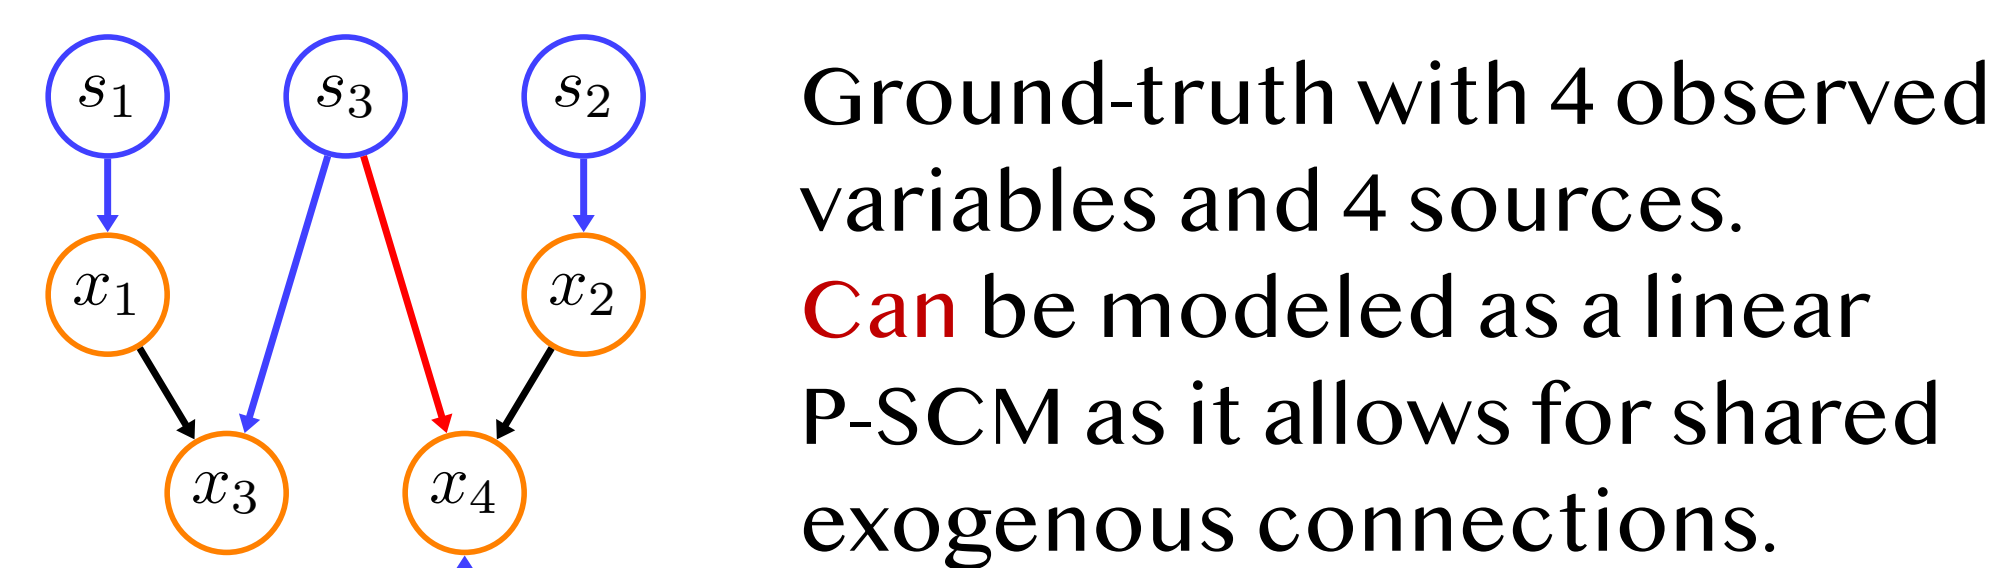 s1 s3 s2
x1 x2
x3 x4
Ground-truth with 4 observed
variables and 4 sources.
Can be modeled as a linear
P-SCM as it allows for shared
exogenous connections.